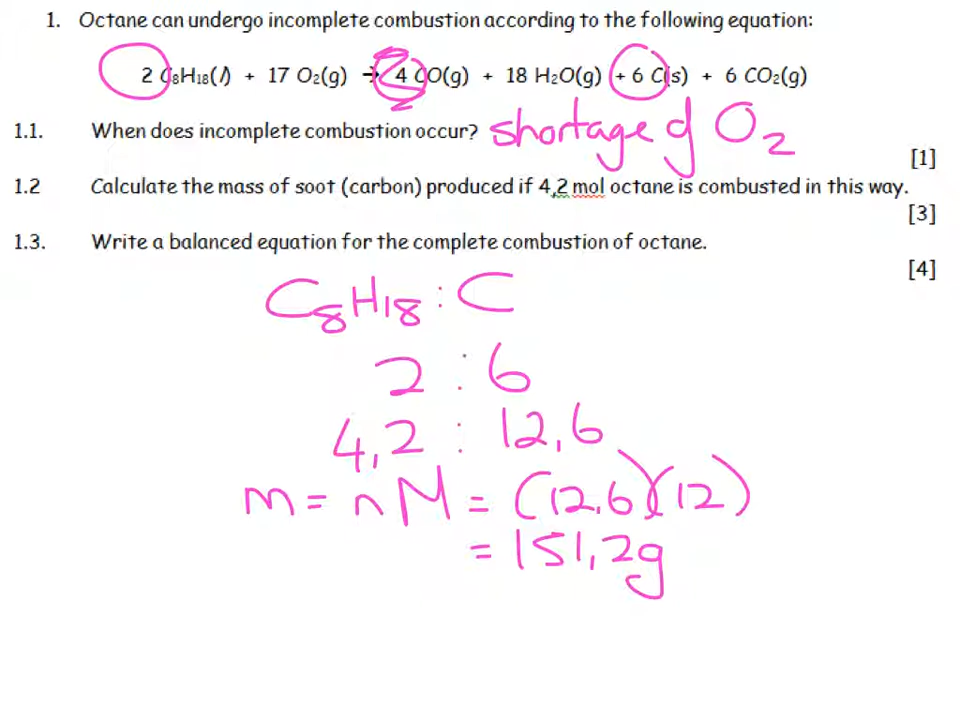 1. Octane can undergo incomplete combustion according to the following equation:
2 C₈H₁₈(l) + 17 O₂(g) → 4 CO(g) + 18 H₂O(g) + 6 C(s) + 6 CO₂(g)
1.1. When does incomplete combustion occur? shortage of O₂
[1]
1.2 Calculate the mass of soot (carbon) produced if 4,2 mol octane is combusted in this way.
[3]
1.3. Write a balanced equation for the complete combustion of octane.
[4]
C₈H₁₈ : C
2 : 6
4,2 : 12,6
m = nM = (12,6)(12)
= 151,2g